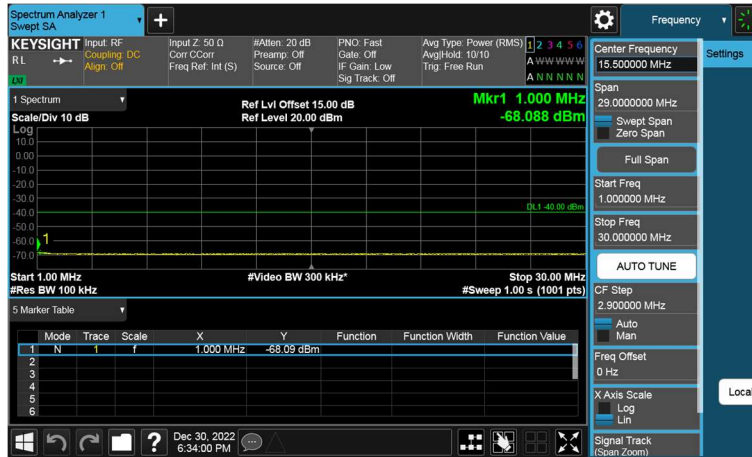 Spectrum Analyzer 1
Swept SA
+
Frequency
KEYSIGHT
Input: RF
Input Z: 50 Ω
#Atten: 20 dB
PNO: Fast
Avg Type: Power (RMS)
1 2 3 4 5 6
R L
Coupling: DC
Corr CCorr
Preamp: Off
Gate: Off
Avg|Hold: 10/10
A W W W W W
Align: Off
Freq Ref: Int (S)
Source: Off
IF Gain: Low
Trig: Free Run
Sig Track: Off
A N N N N N
LXI
1 Spectrum
Ref Lvl Offset 15.00 dB
Mkr1 1.000 MHz
Scale/Div 10 dB
Ref Level 20.00 dBm
-68.088 dBm
Log
10.0
0.00
-10.0
-20.0
-30.0
DL1 -40.00 dBm
-40.0
-50.0
-60.0
1
-70.0
Start 1.00 MHz
#Video BW 300 kHz*
Stop 30.00 MHz
#Res BW 100 kHz
#Sweep 1.00 s (1001 pts)
5 Marker Table
Mode Trace Scale X Y Function Function Width Function Value
1 N 1 f 1.000 MHz -68.09 dBm
2
3
4
5
6
?
Dec 30, 2022
6:34:00 PM
Center Frequency
15.500000 MHz
Settings
Span
29.0000000 MHz
Swept Span
Zero Span
Full Span
Start Freq
1.000000 MHz
Stop Freq
30.000000 MHz
AUTO TUNE
CF Step
2.900000 MHz
Auto
Man
Freq Offset
0 Hz
X Axis Scale
Log
Lin
Local
Signal Track
(Span Zoom)